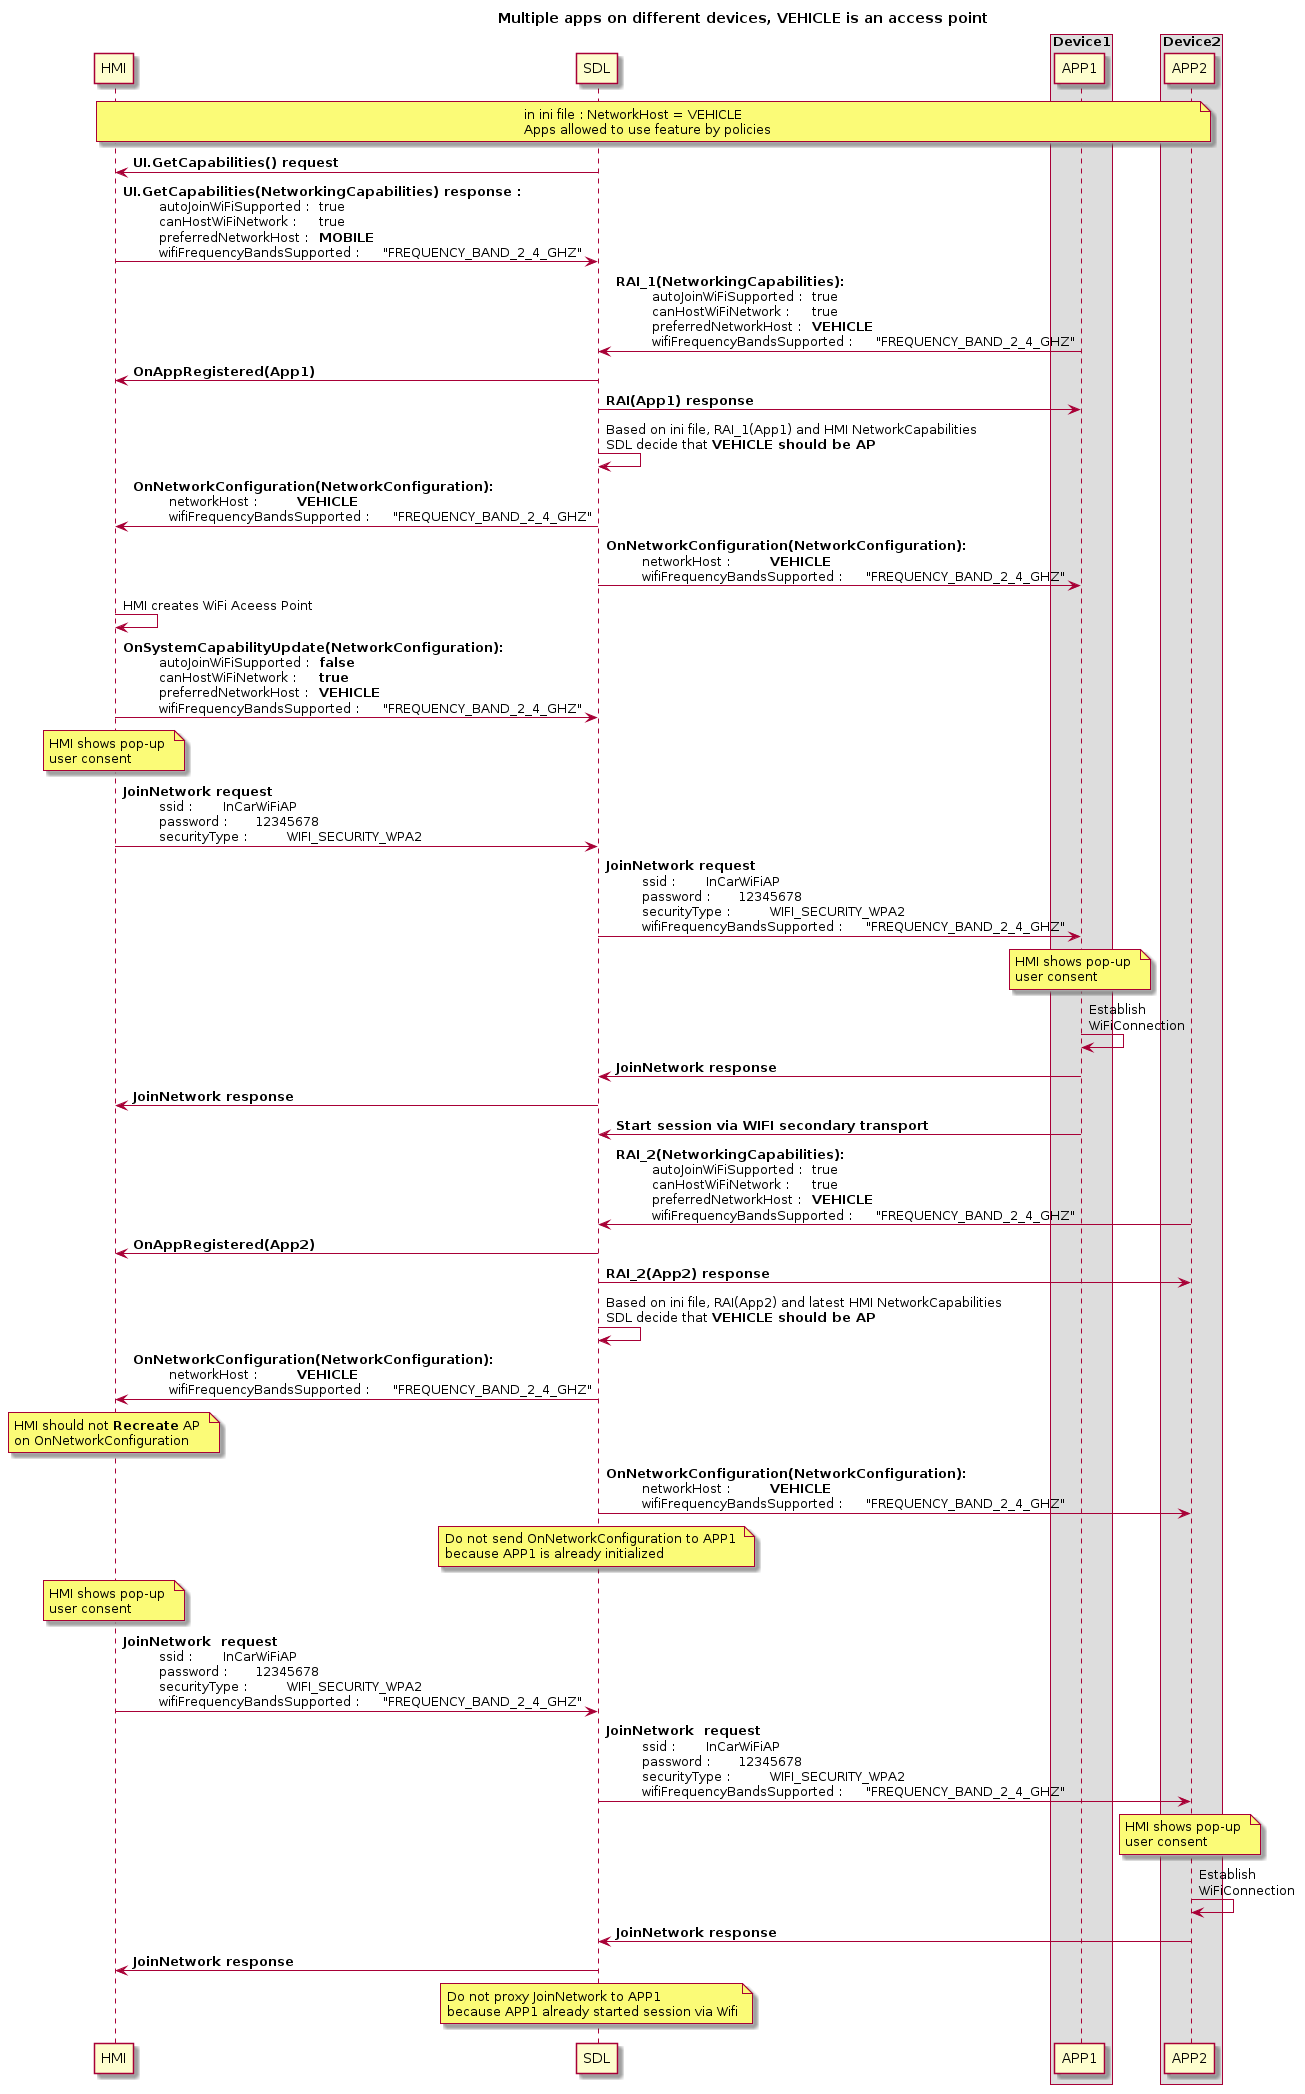 Multiple apps on different devices, VEHICLE is an access point
Device1
Device2
HMI
SDL
APP1
APP2
in ini file : NetworkHost = VEHICLE
Apps allowed to use feature by policies
UI.GetCapabilities() request
UI.GetCapabilities(NetworkingCapabilities) response :
autoJoinWiFiSupported : true
canHostWiFiNetwork : true
preferredNetworkHost : MOBILE
wifiFrequencyBandsSupported : "FREQUENCY_BAND_2_4_GHZ"
RAI_1(NetworkingCapabilities):
autoJoinWiFiSupported : true
canHostWiFiNetwork : true
preferredNetworkHost : VEHICLE
wifiFrequencyBandsSupported : "FREQUENCY_BAND_2_4_GHZ"
OnAppRegistered(App1)
RAI(App1) response
Based on ini file, RAI_1(App1) and HMI NetworkCapabilities
SDL decide that VEHICLE should be AP
OnNetworkConfiguration(NetworkConfiguration):
networkHost : VEHICLE
wifiFrequencyBandsSupported : "FREQUENCY_BAND_2_4_GHZ"
OnNetworkConfiguration(NetworkConfiguration):
networkHost : VEHICLE
wifiFrequencyBandsSupported : "FREQUENCY_BAND_2_4_GHZ"
HMI creates WiFi Aceess Point
OnSystemCapabilityUpdate(NetworkConfiguration):
autoJoinWiFiSupported : false
canHostWiFiNetwork : true
preferredNetworkHost : VEHICLE
wifiFrequencyBandsSupported : "FREQUENCY_BAND_2_4_GHZ"
HMI shows pop-up
user consent
JoinNetwork request
ssid : InCarWiFiAP
password : 12345678
securityType : WIFI_SECURITY_WPA2
JoinNetwork request
ssid : InCarWiFiAP
password : 12345678
securityType : WIFI_SECURITY_WPA2
wifiFrequencyBandsSupported : "FREQUENCY_BAND_2_4_GHZ"
HMI shows pop-up
user consent
Establish
WiFiConnection
JoinNetwork response
JoinNetwork response
Start session via WIFI secondary transport
RAI_2(NetworkingCapabilities):
autoJoinWiFiSupported : true
canHostWiFiNetwork : true
preferredNetworkHost : VEHICLE
wifiFrequencyBandsSupported : "FREQUENCY_BAND_2_4_GHZ"
OnAppRegistered(App2)
RAI_2(App2) response
Based on ini file, RAI(App2) and latest HMI NetworkCapabilities
SDL decide that VEHICLE should be AP
OnNetworkConfiguration(NetworkConfiguration):
networkHost : VEHICLE
wifiFrequencyBandsSupported : "FREQUENCY_BAND_2_4_GHZ"
HMI should not Recreate AP
on OnNetworkConfiguration
OnNetworkConfiguration(NetworkConfiguration):
networkHost : VEHICLE
wifiFrequencyBandsSupported : "FREQUENCY_BAND_2_4_GHZ"
Do not send OnNetworkConfiguration to APP1
because APP1 is already initialized
HMI shows pop-up
user consent
JoinNetwork request
ssid : InCarWiFiAP
password : 12345678
securityType : WIFI_SECURITY_WPA2
wifiFrequencyBandsSupported : "FREQUENCY_BAND_2_4_GHZ"
JoinNetwork request
ssid : InCarWiFiAP
password : 12345678
securityType : WIFI_SECURITY_WPA2
wifiFrequencyBandsSupported : "FREQUENCY_BAND_2_4_GHZ"
HMI shows pop-up
user consent
Establish
WiFiConnection
JoinNetwork response
JoinNetwork response
Do not proxy JoinNetwork to APP1
because APP1 already started session via Wifi
HMI
SDL
APP1
APP2